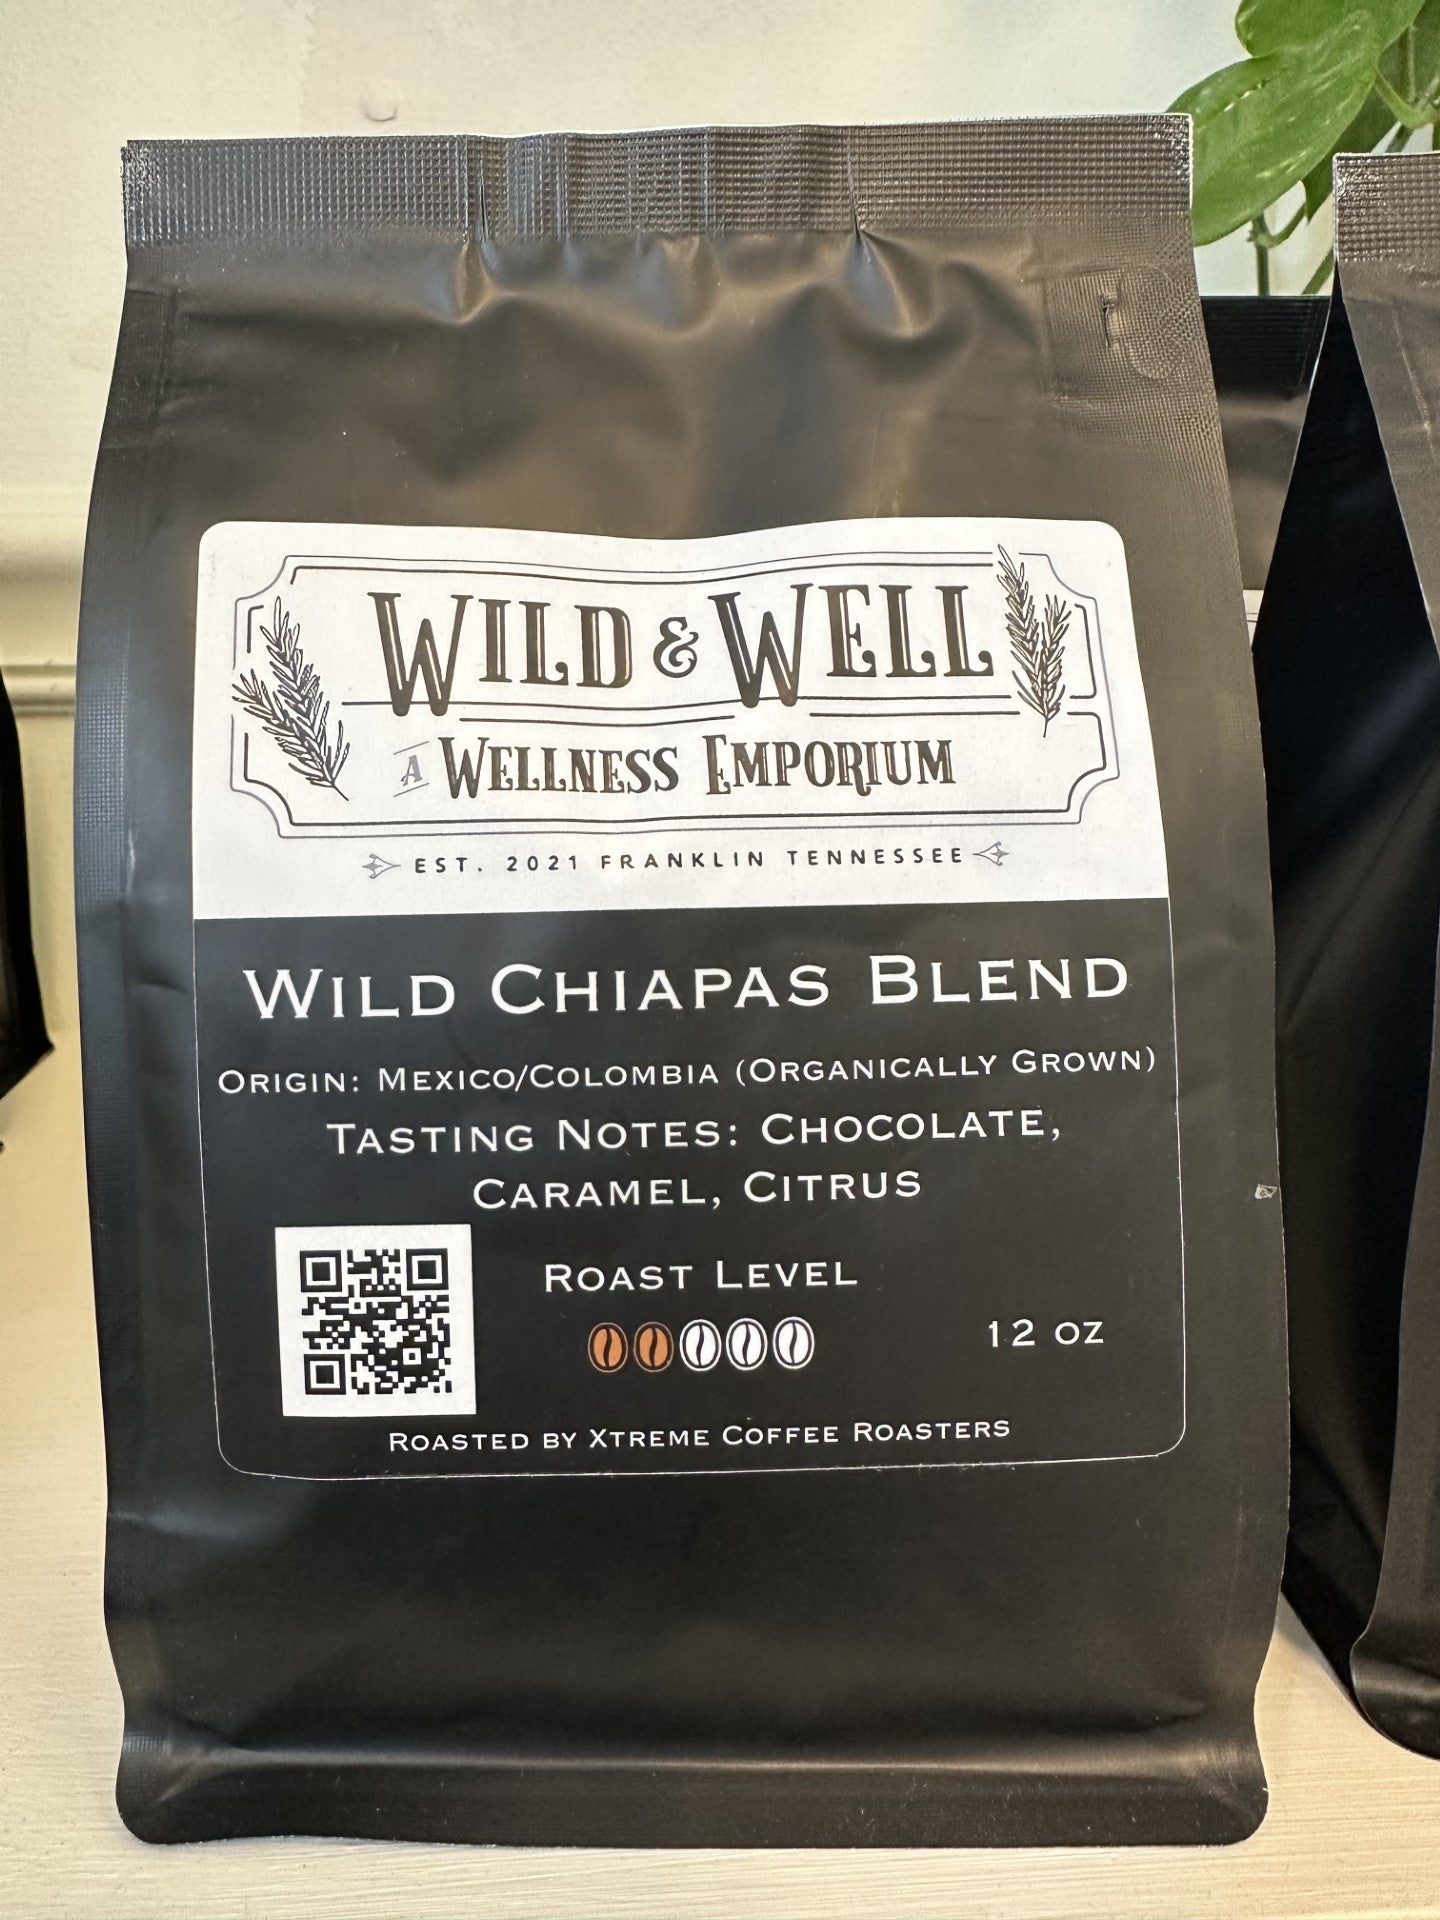 WILD & WELL
A WELLNESS EMPORIUM
EST. 2021 FRANKLIN TENNESSEE
WILD CHIAPAS BLEND
ORIGIN: MEXICO/COLOMBIA (ORGANICALLY GROWN)
TASTING NOTES: CHOCOLATE,
CARAMEL, CITRUS
ROAST LEVEL
12 OZ
ROASTED BY XTREME COFFEE ROASTERS